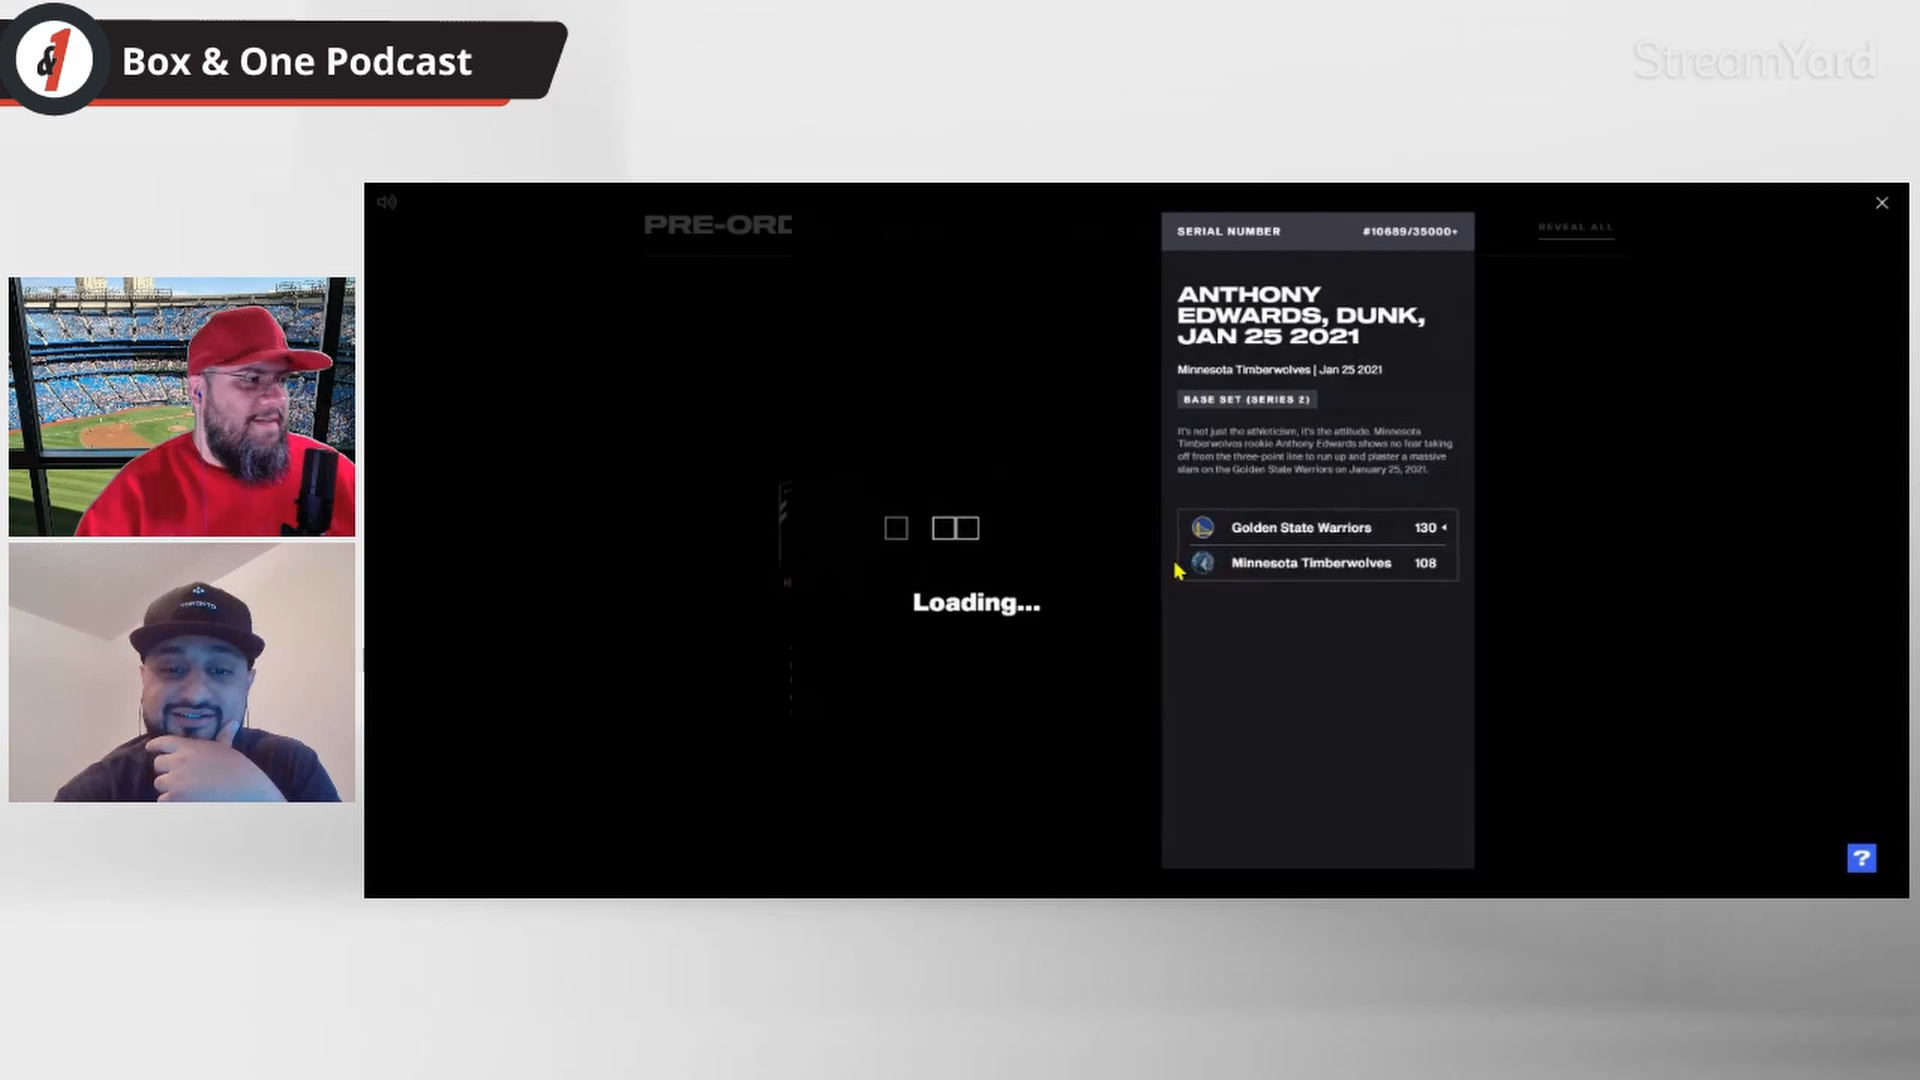 &1
Box & One Podcast
StreamYard
PRE-ORD
SERIAL NUMBER #10689/35000+
REVEAL ALL
ANTHONY
EDWARDS, DUNK,
JAN 25 2021
Minnesota Timberwolves | Jan 25 2021
BASE SET (SERIES 2)
It's not just the athleticism, it's the attitude. Minnesota
Timberwolves rookie Anthony Edwards shows no fear taking
off from the three-point line to run up and plaster a massive
slam on the Golden State Warriors on January 25, 2021.
Golden State Warriors 130
Minnesota Timberwolves 108
Loading...
TORONTO
?